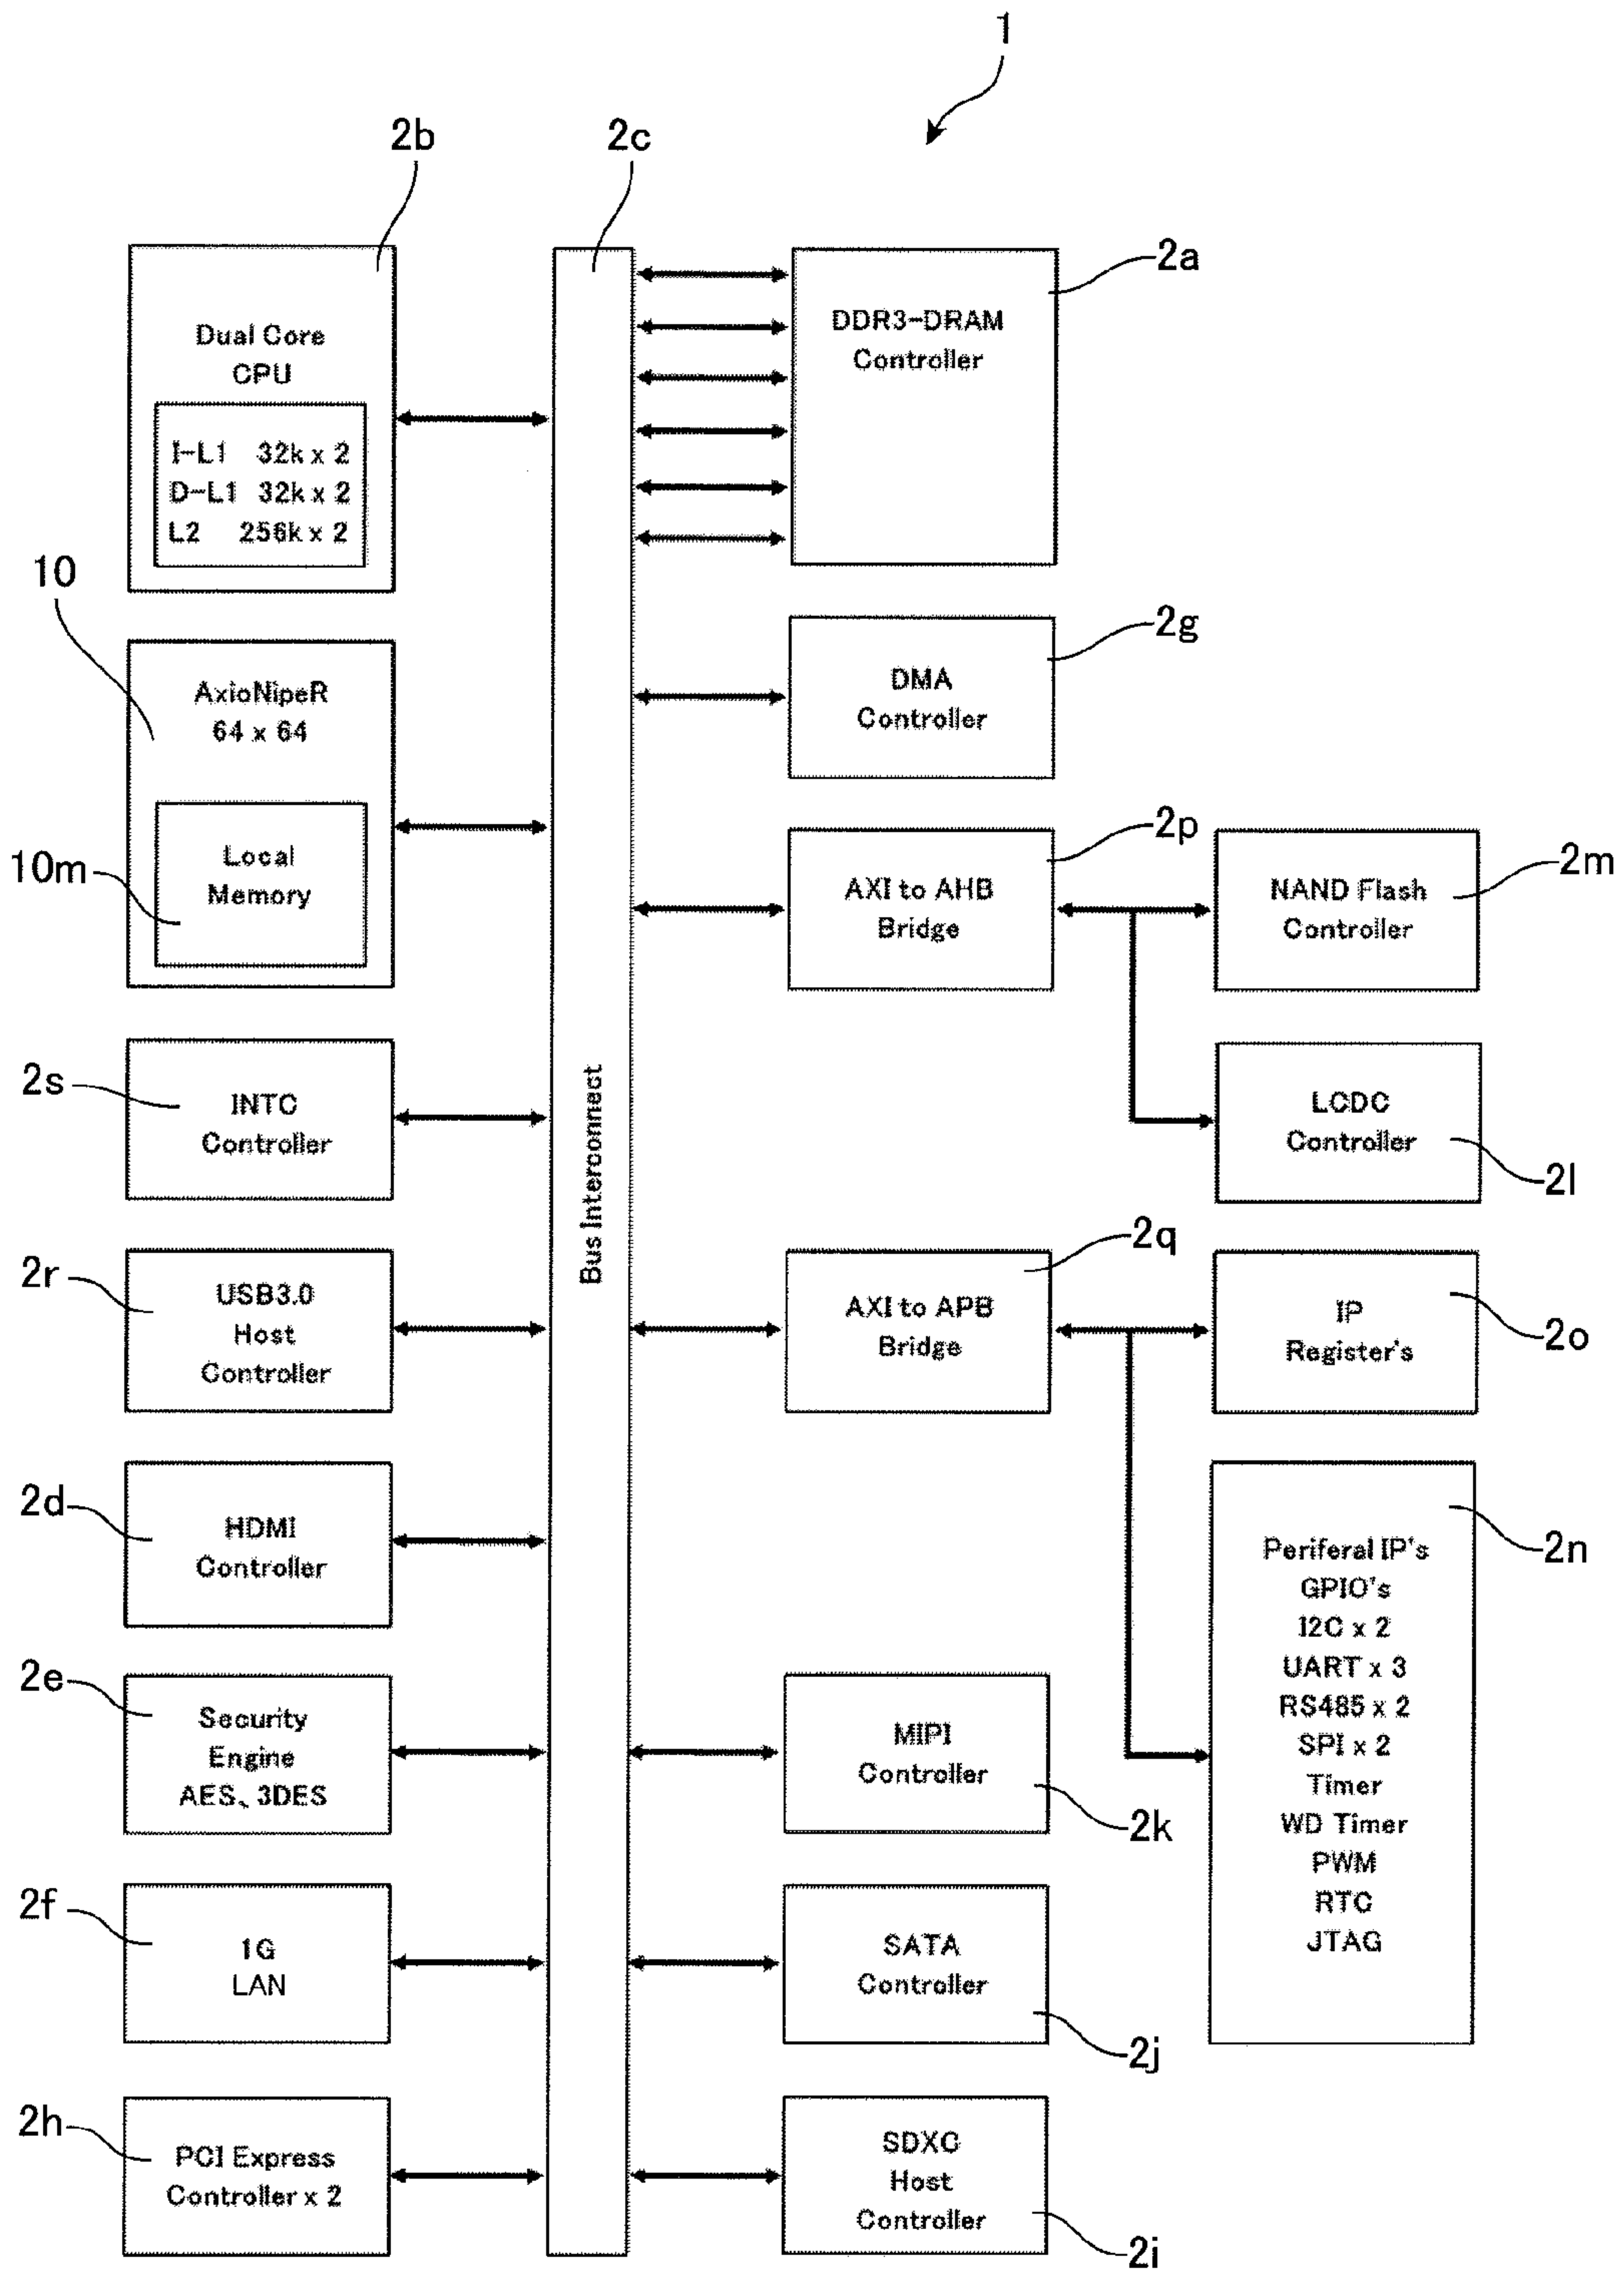 1
2b
2c
2a
Dual Core
CPU
I-L1 32k x 2
D-L1 32k x 2
L2 256k x 2
DDR3-DRAM
Controller
10
AxioNipeR
64 x 64
Local
Memory
10m
2g
DMA
Controller
2p
AXI to AHB
Bridge
2m
NAND Flash
Controller
2s
INTC
Controller
Bus Interconnect
LCDC
Controller
2l
2r
USB3.0
Host
Controller
2q
AXI to APB
Bridge
IP
Register's
2o
2d
HDMI
Controller
2n
Periferal IP's
GPIO's
I2C x 2
UART x 3
RS485 x 2
SPI x 2
Timer
WD Timer
PWM
RTC
JTAG
2e
Security
Engine
AES、3DES
MIPI
Controller
2k
2f
1G
LAN
SATA
Controller
2j
2h
PCI Express
Controller x 2
SDXC
Host
Controller
2i